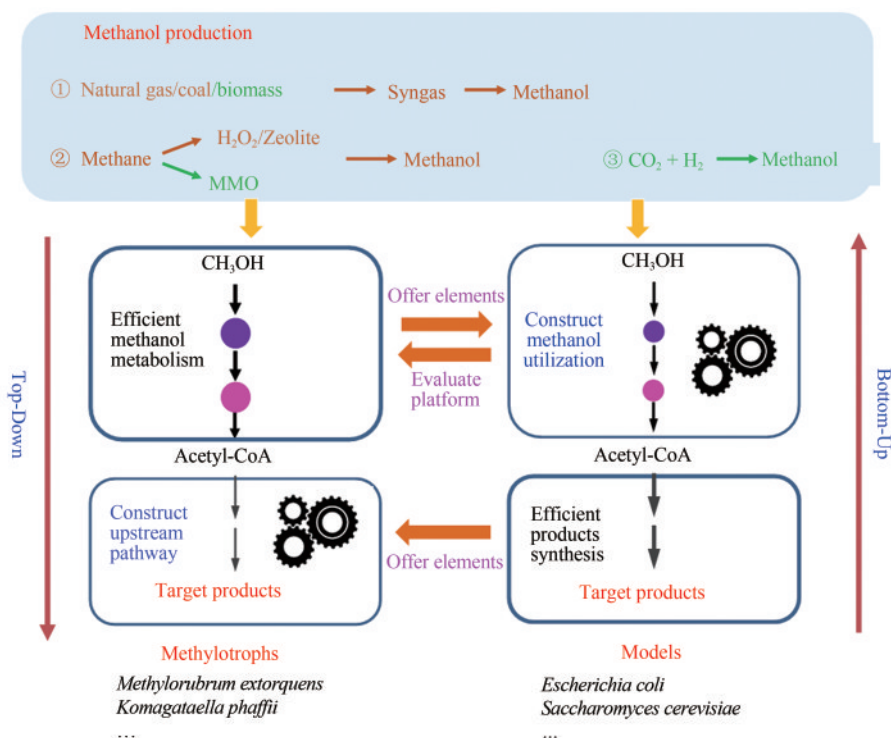 Methanol production
① Natural gas/coal/biomass → Syngas → Methanol
H₂O₂/Zeolite
② Methane → Methanol
MMO
③ CO₂ + H₂ → Methanol
Top-Down
CH₃OH
Efficient
methanol
metabolism
Acetyl-CoA
Construct
upstream
pathway
Target products
Methylotrophs
Methylorubrum extorquens
Komagataella phaffii
...
Offer elements
Evaluate
platform
Offer elements
CH₃OH
Construct
methanol
utilization
Acetyl-CoA
Efficient
products
synthesis
Target products
Models
Escherichia coli
Saccharomyces cerevisiae
...
Bottom-Up